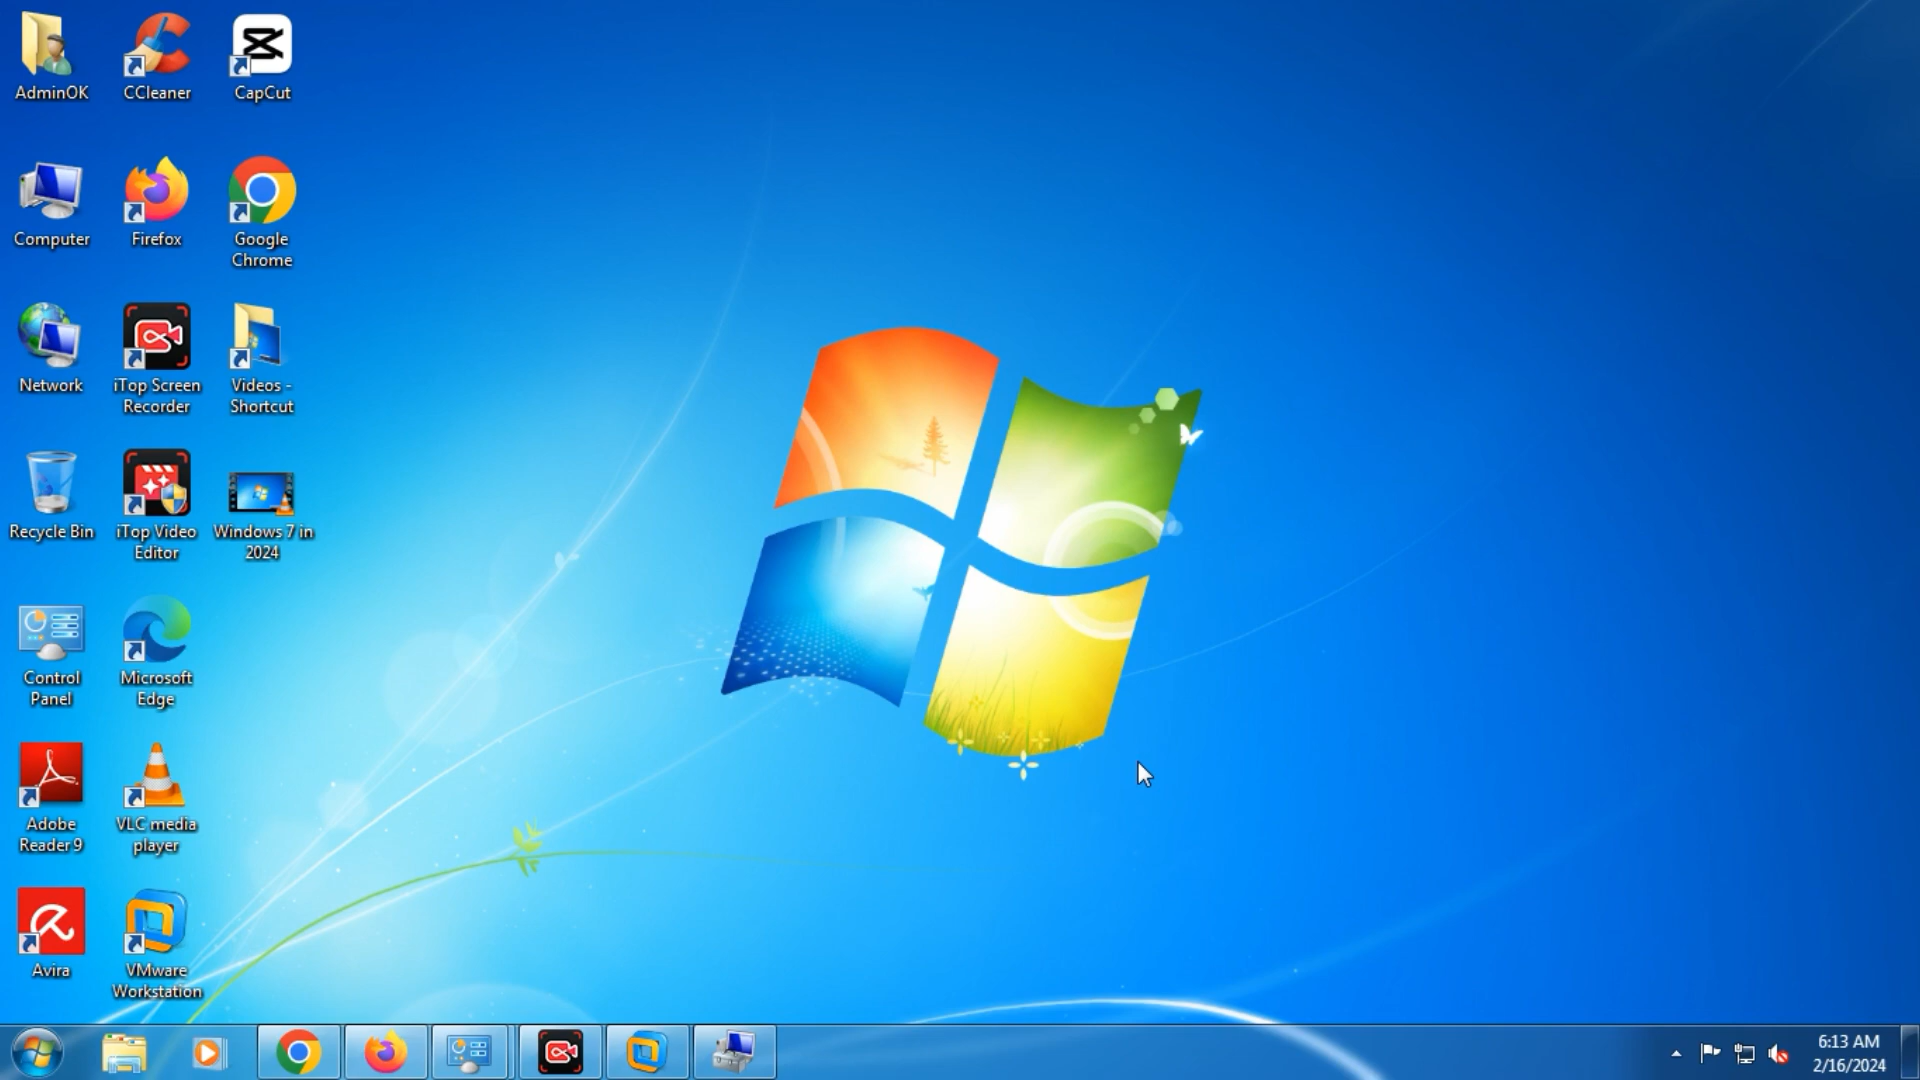 AdminOK
CCleaner
CapCut
Computer
Firefox
Google
Chrome
Network
iTop Screen
Recorder
Videos -
Shortcut
Recycle Bin
iTop Video
Editor
Windows 7 in
2024
Control
Panel
Microsoft
Edge
Adobe
Reader 9
VLC media
player
Avira
VMware
Workstation
6:13 AM
2/16/2024